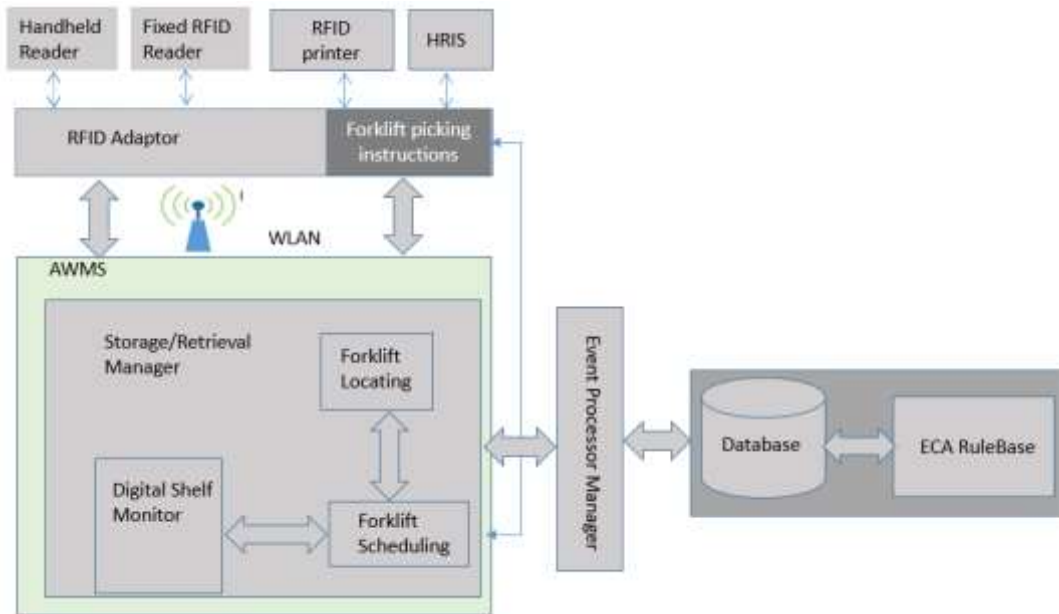 Handheld
Reader
Fixed RFID
Reader
RFID
printer
HRIS
RFID Adaptor
Forklift picking
instructions
WLAN
AWMS
Storage/Retrieval
Manager
Forklift
Locating
Digital Shelf
Monitor
Forklift
Scheduling
Event Processor Manager
Database
ECA RuleBase